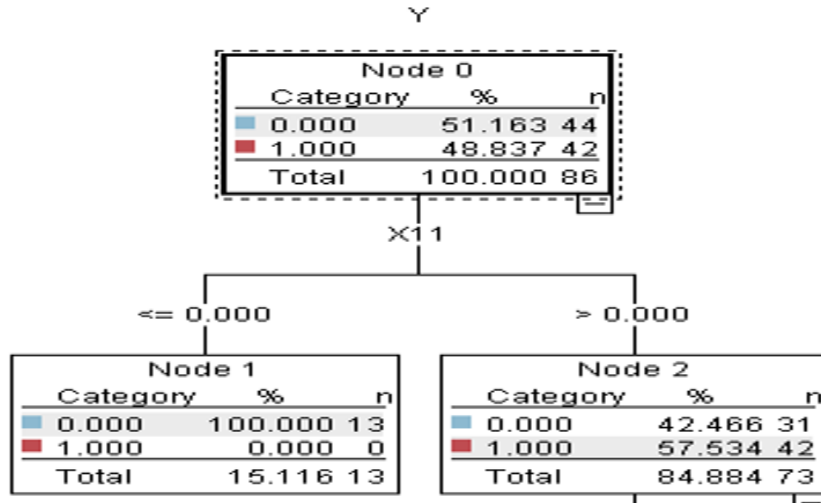 Y
Node 0
Category % n
0.000 51.163 44
1.000 48.837 42
Total 100.000 86
X11
<= 0.000
> 0.000
Node 1
Category % n
0.000 100.000 13
1.000 0.000 0
Total 15.116 13
Node 2
Category % n
0.000 42.466 31
1.000 57.534 42
Total 84.884 73